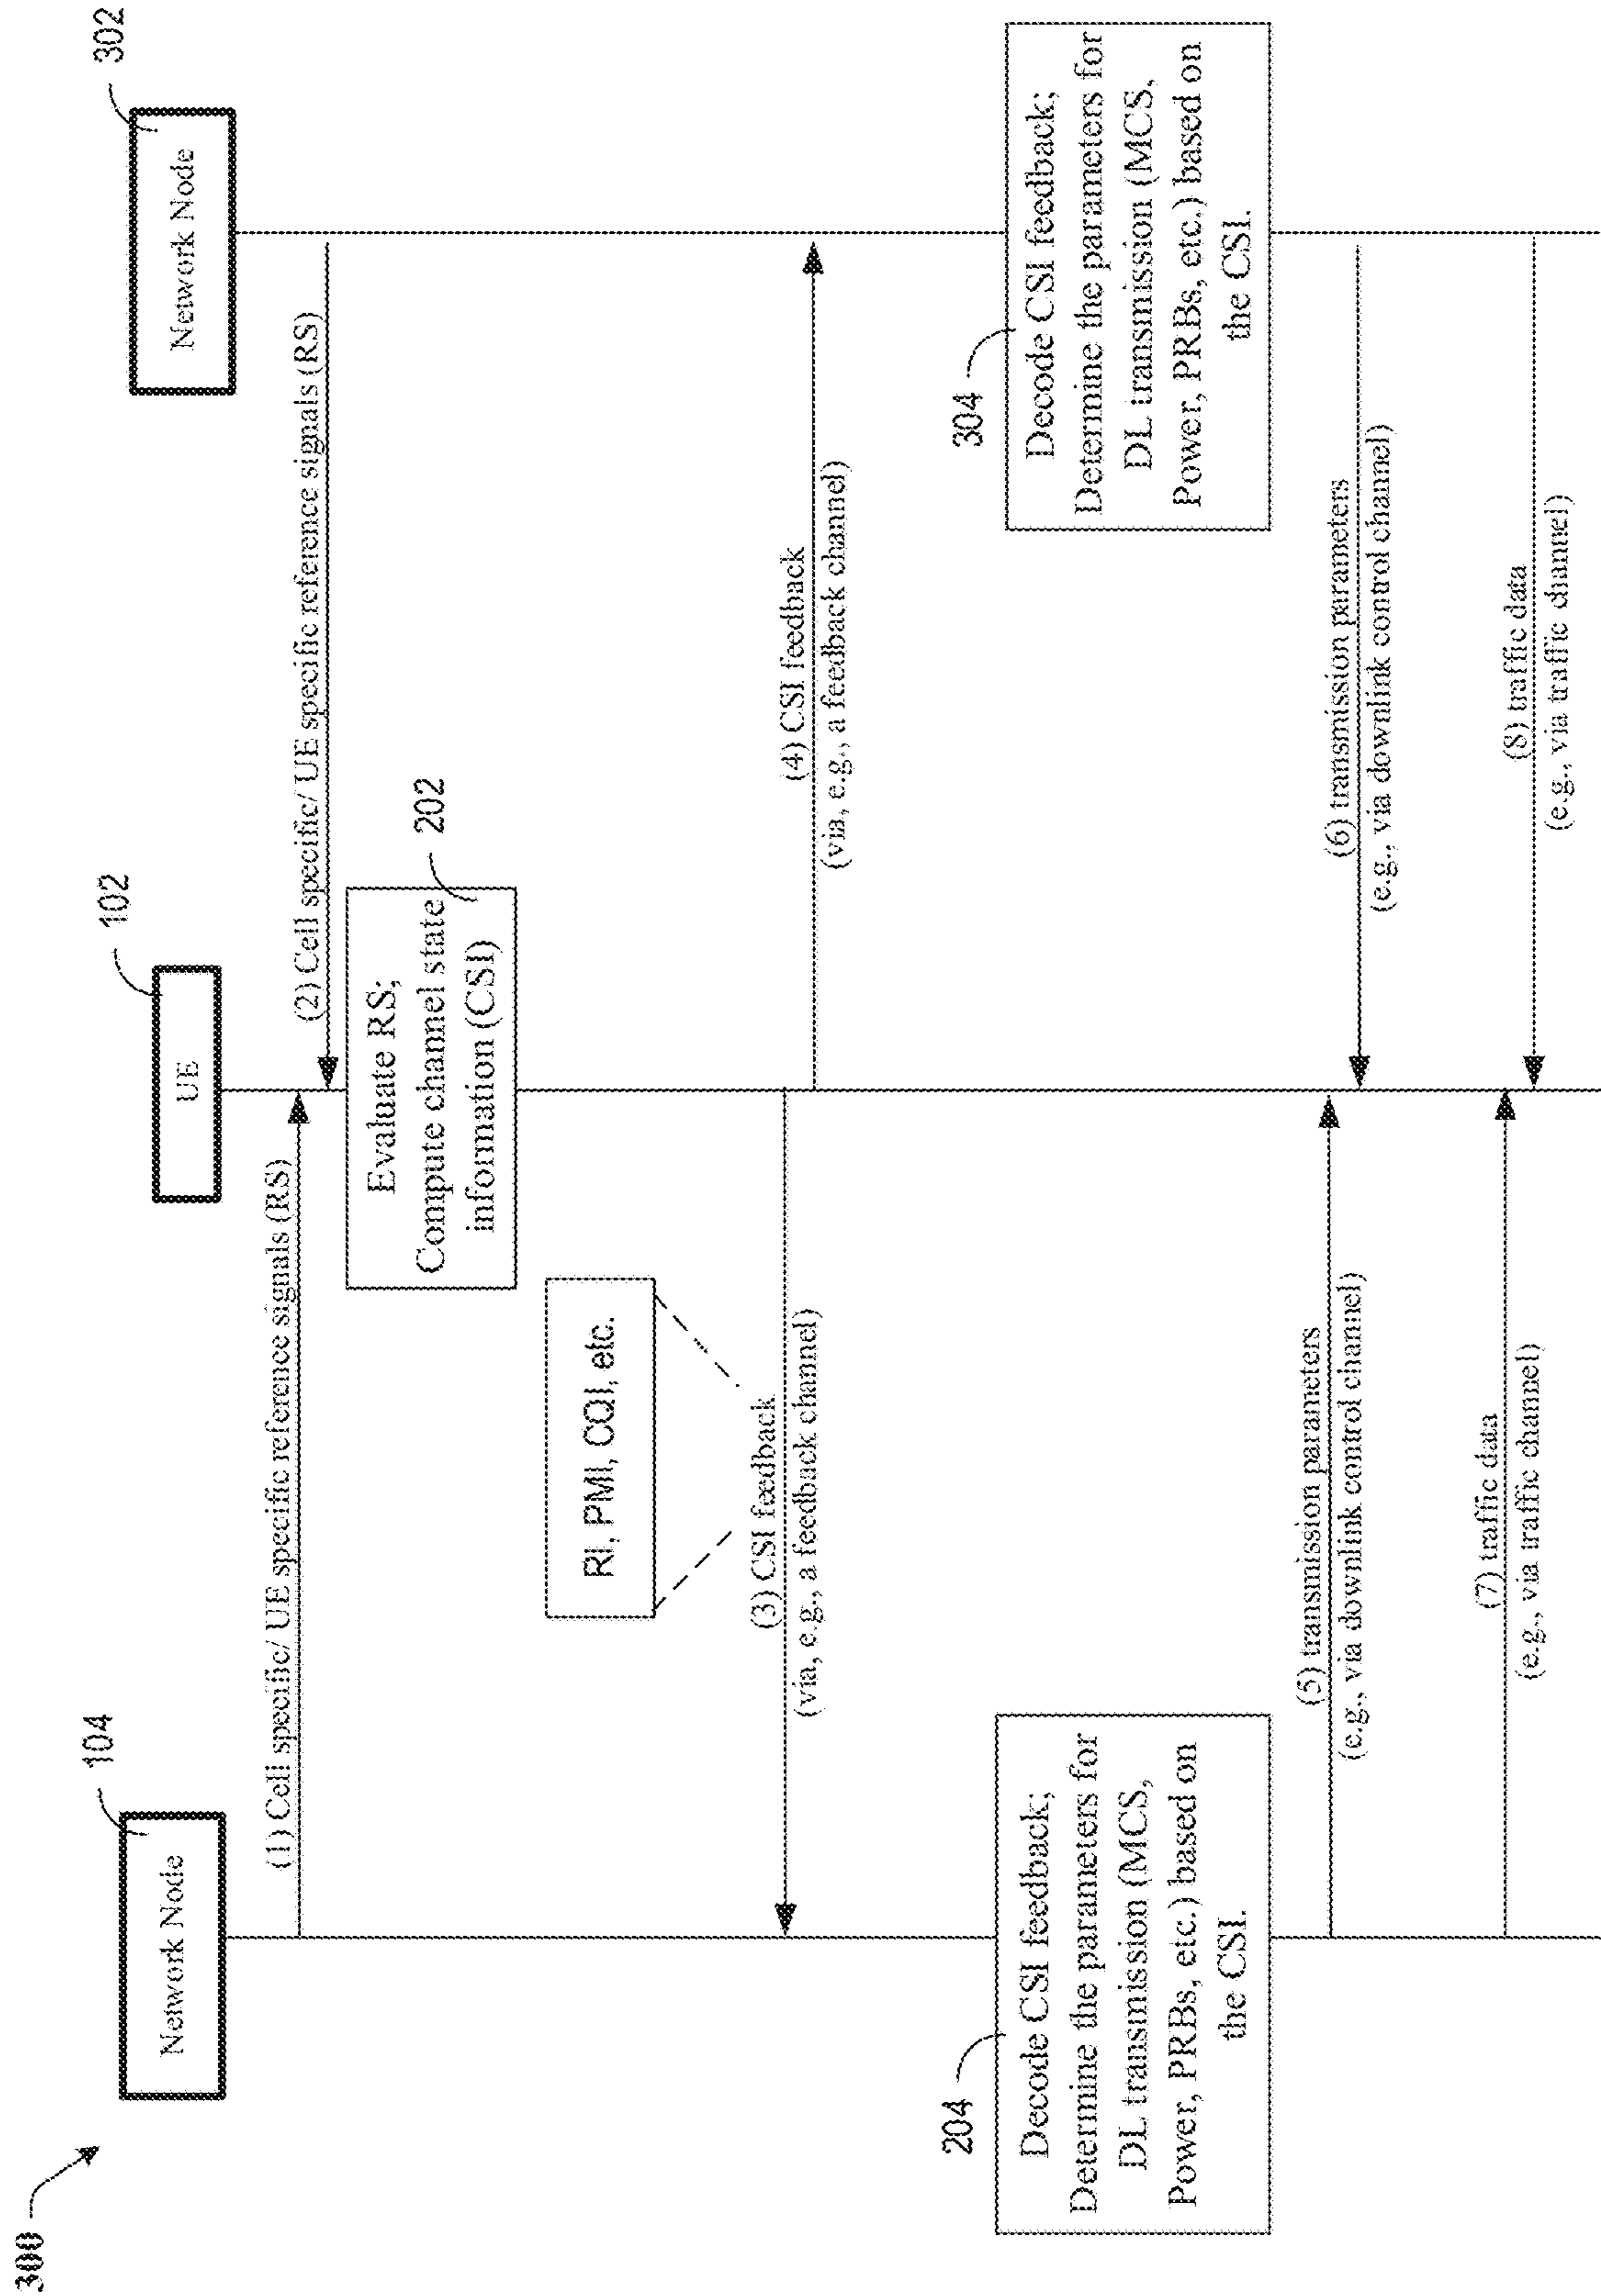 300
104
Network Node
102
UE
302
Network Node
(1) Cell specific/ UE specific reference signals (RS)
(2) Cell specific/ UE specific reference signals (RS)
Evaluate RS;
Compute channel state
information (CSI)
202
RI, PMI, CQI, etc.
(3) CSI feedback
(via, e.g., a feedback channel)
(4) CSI feedback
(via, e.g., a feedback channel)
204
Decode CSI feedback;
Determine the parameters for
DL transmission (MCS,
Power, PRBs, etc.) based on
the CSI.
304
Decode CSI feedback;
Determine the parameters for
DL transmission (MCS,
Power, PRBs, etc.) based on
the CSI.
(5) transmission parameters
(e.g., via downlink control channel)
(6) transmission parameters
(e.g., via downlink control channel)
(7) traffic data
(e.g., via traffic channel)
(8) traffic data
(e.g., via traffic channel)